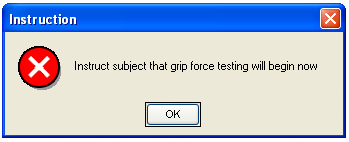 Instruction
Instruct subject that grip force testing will begin now
OK